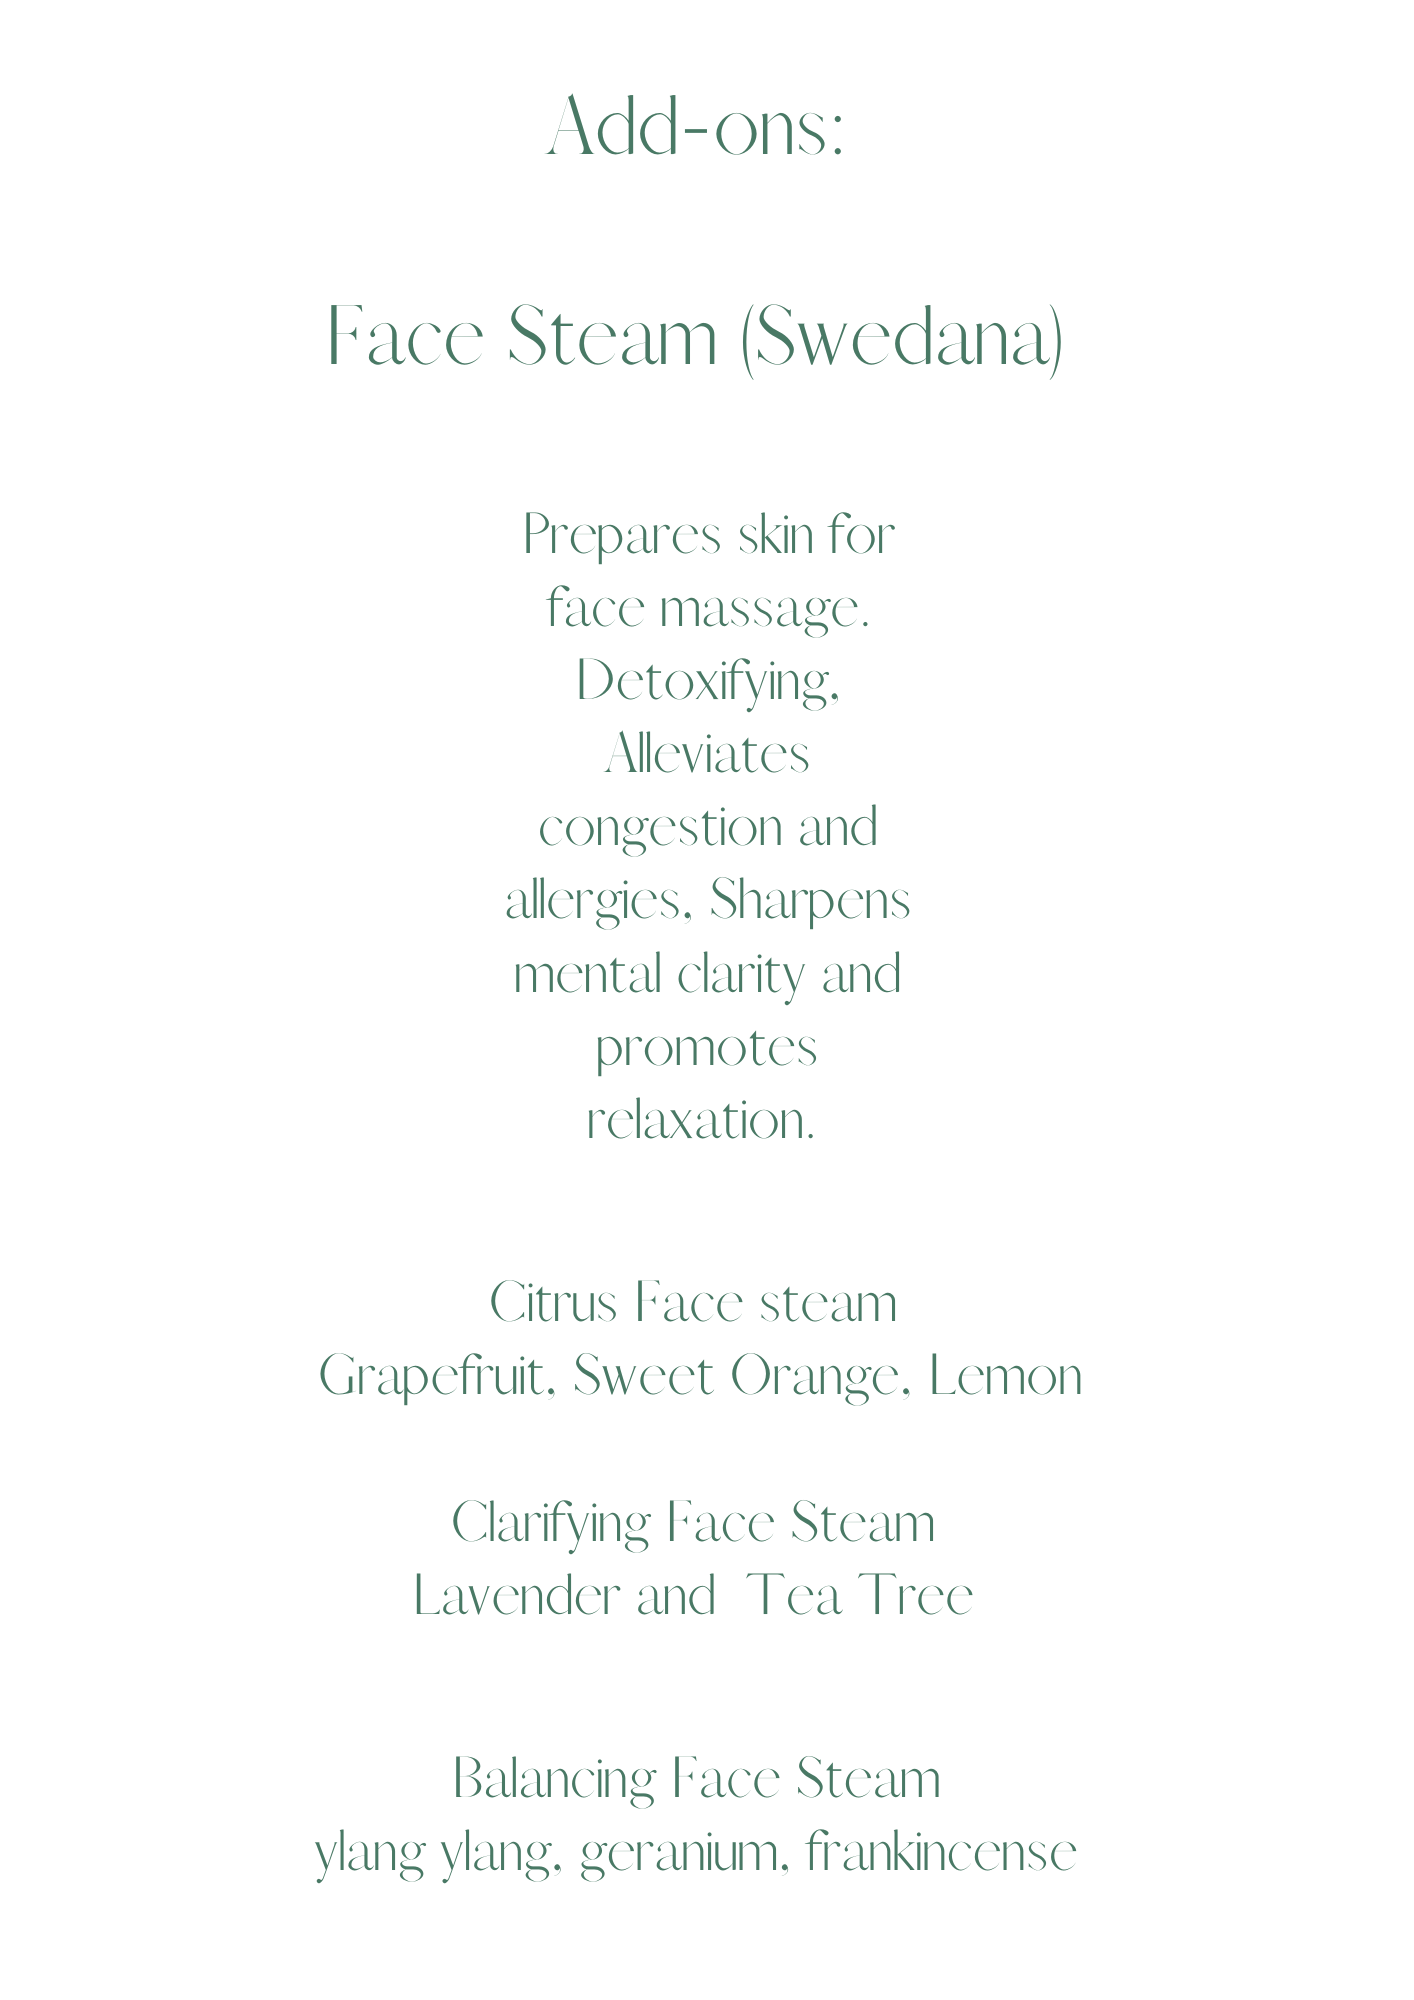 Add-ons:
Face Steam (Swedana)
Prepares skin for
face massage.
Detoxifying,
Alleviates
congestion and
allergies, Sharpens
mental clarity and
promotes
relaxation.
Citrus Face steam
Grapefruit, Sweet Orange, Lemon
Clarifying Face Steam
Lavender and  Tea Tree
Balancing Face Steam
ylang ylang, geranium, frankincense